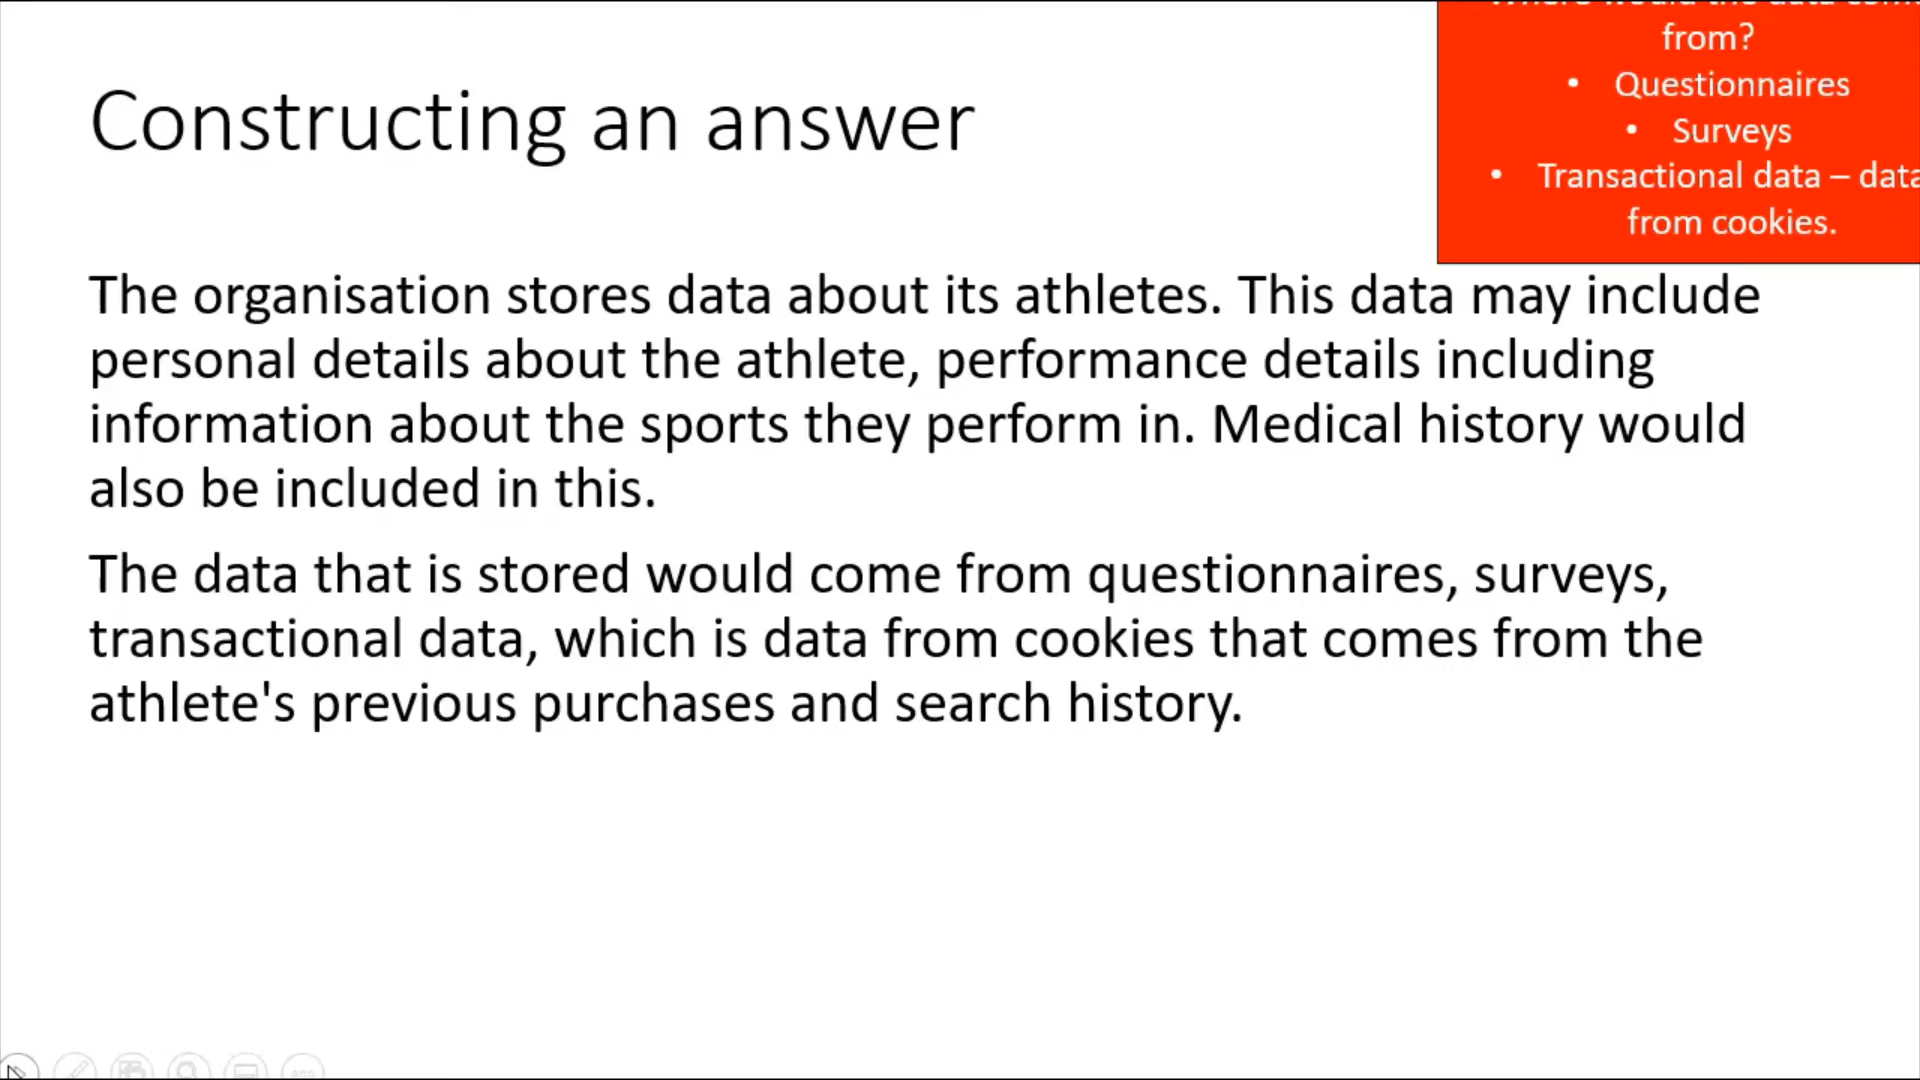 Constructing an answer
from?
• Questionnaires
• Surveys
• Transactional data – data
from cookies.
The organisation stores data about its athletes. This data may include
personal details about the athlete, performance details including
information about the sports they perform in. Medical history would
also be included in this.
The data that is stored would come from questionnaires, surveys,
transactional data, which is data from cookies that comes from the
athlete's previous purchases and search history.